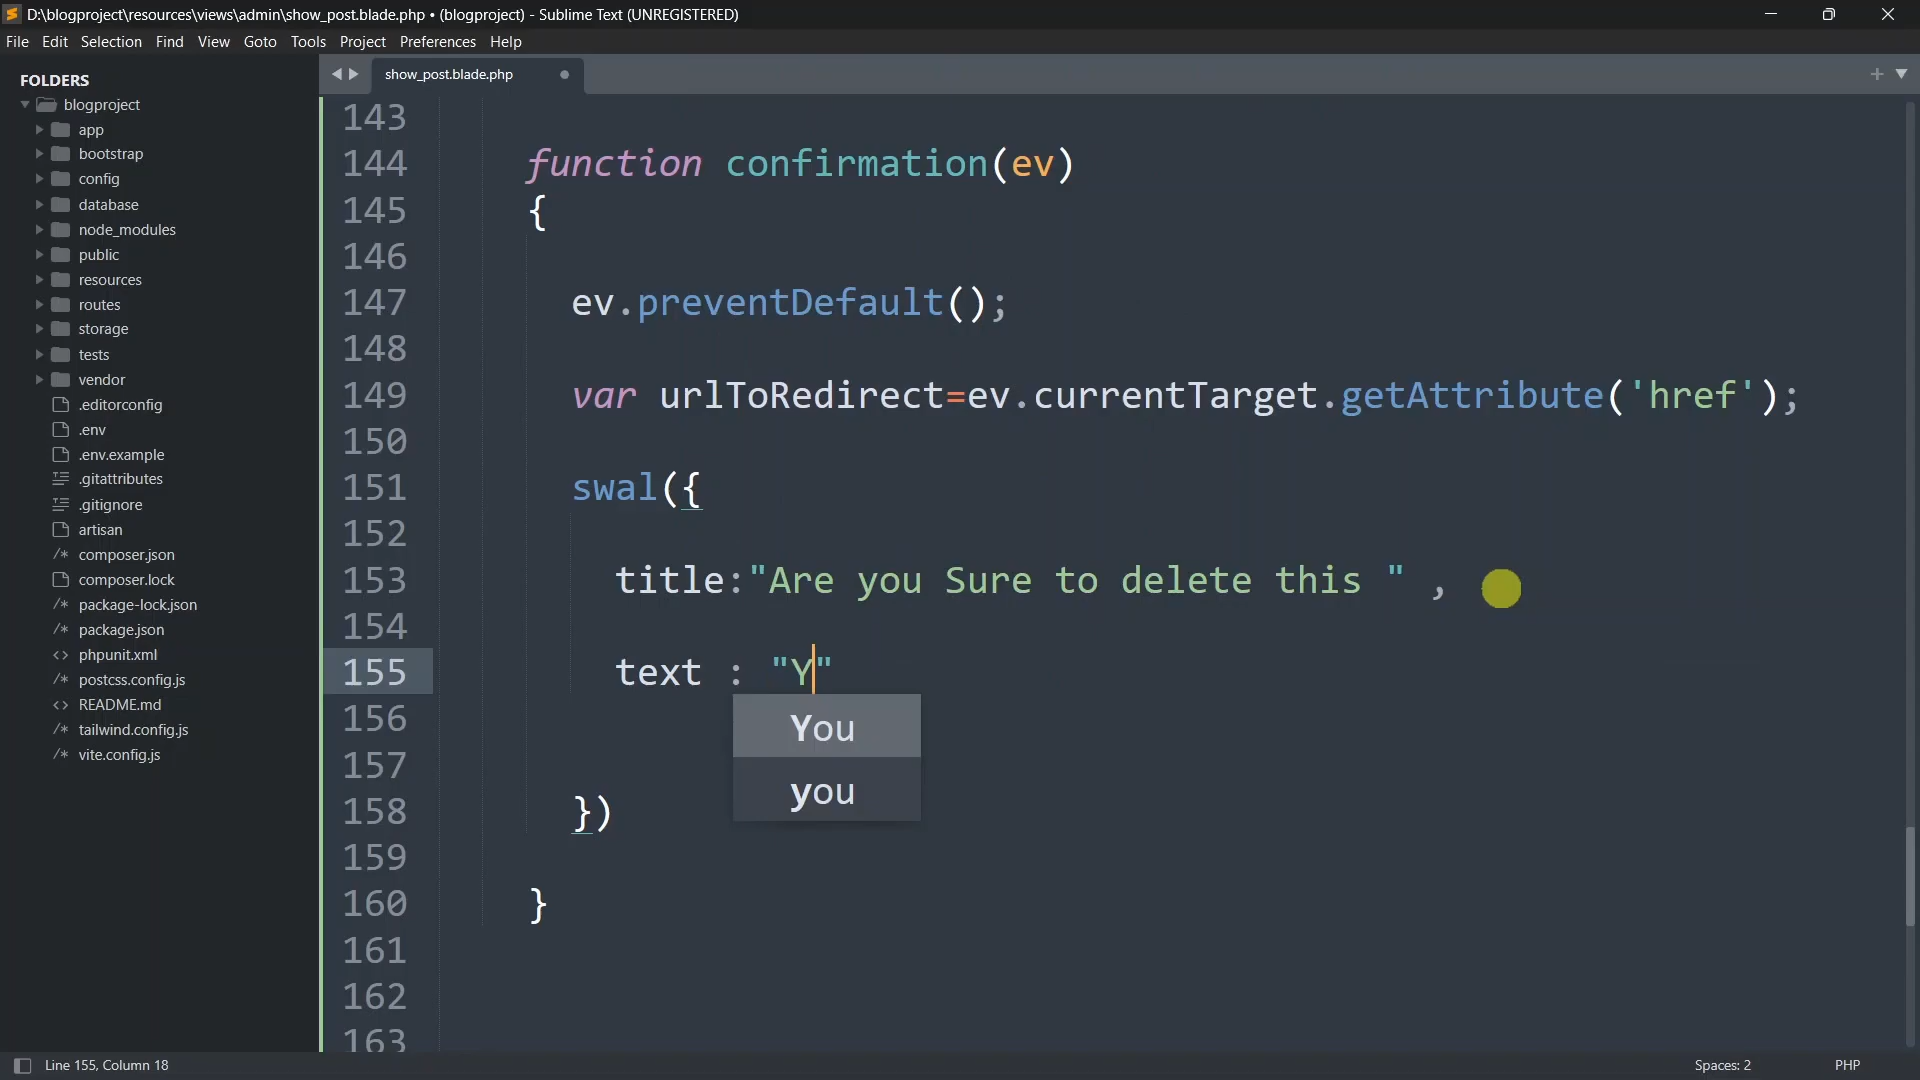 D:\blogproject\resources\views\admin\show_post.blade.php • (blogproject) - Sublime Text (UNREGISTERED)
File Edit Selection Find View Goto Tools Project Preferences Help
FOLDERS
blogproject
app
bootstrap
config
database
node_modules
public
resources
routes
storage
tests
vendor
.editorconfig
.env
.env.example
.gitattributes
.gitignore
artisan
/* composer.json
composer.lock
/* package-lock.json
/* package.json
<> phpunit.xml
/* postcss.config.js
<> README.md
/* tailwind.config.js
/* vite.config.js
show_post.blade.php
143
144 function confirmation(ev)
145 {
146
147 ev.preventDefault();
148
149 var urlToRedirect=ev.currentTarget.getAttribute('href');
150
151 swal({
152
153 title:"Are you Sure to delete this " ,
154
155 text : "Y"
You
you
156
157
158 })
159
160 }
161
162
163
Line 155, Column 18
Spaces: 2
PHP